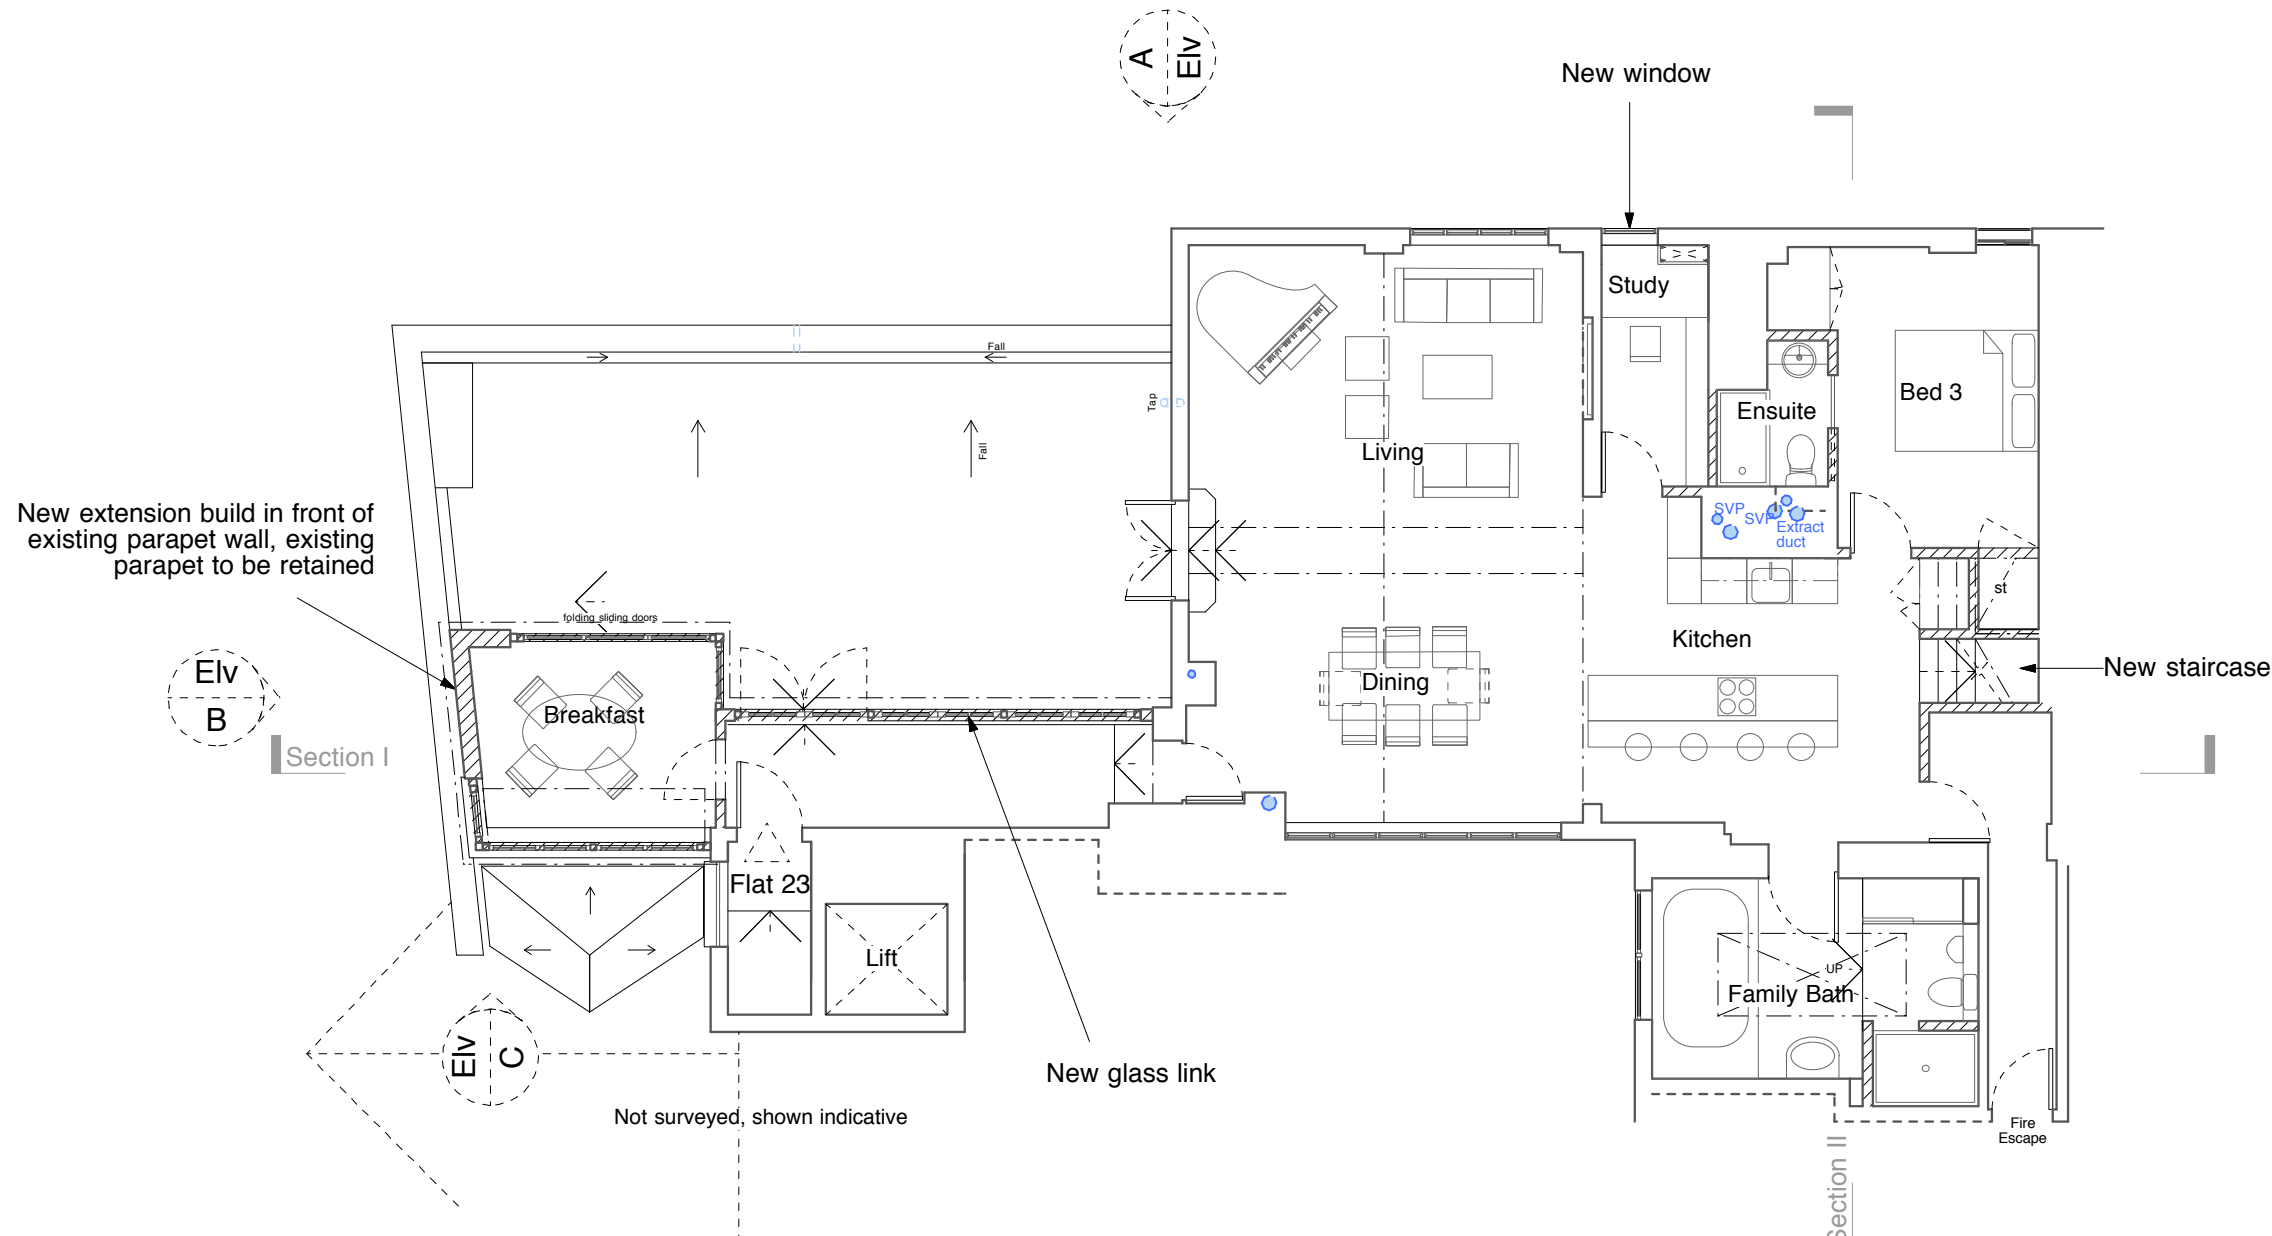 A
Elv
New window
Study
Fall
Tap
Fall
Ensuite
Bed 3
Living
New extension build in front of
existing parapet wall, existing
parapet to be retained
SVP
SVP
Extract
duct
folding sliding doors
st
Kitchen
Elv
B
New staircase
Dining
Breakfast
Section I
Flat 23
Lift
UP
Family Bath
Elv
C
New glass link
Not surveyed, shown indicative
Fire
Escape
Section II